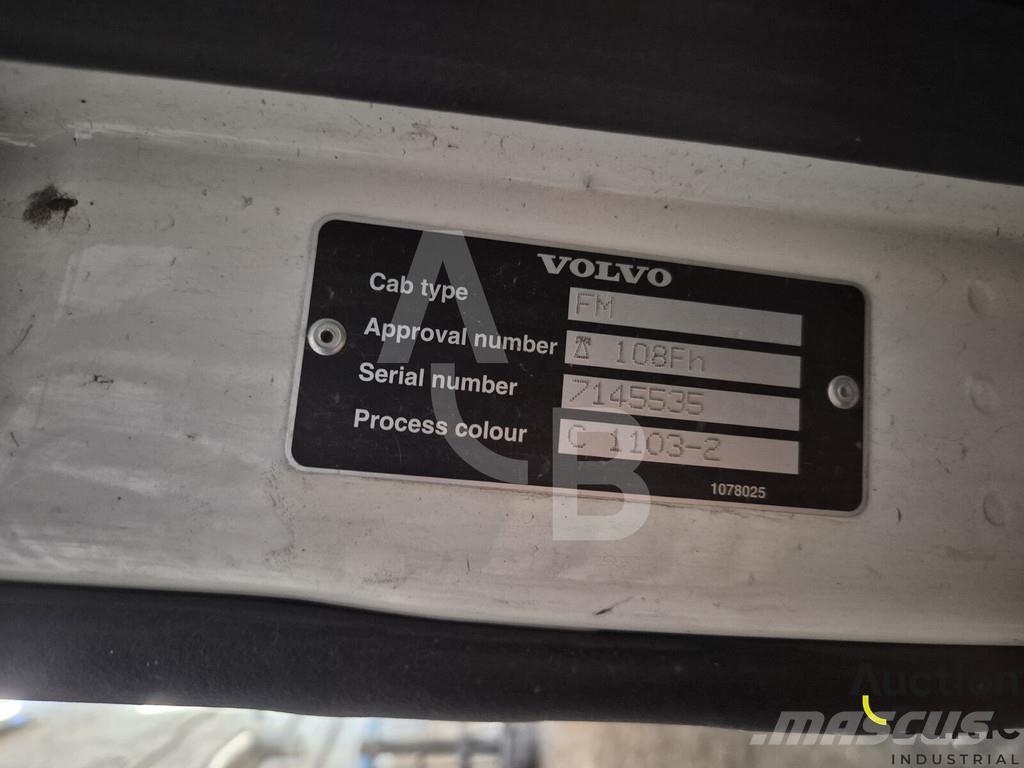 VOLVO
Cab type FM
Approval number 108Fh
Serial number 7145535
Process colour C 1103-2
1078025
A
B
Auction
MASCUS
INDUSTRIAL